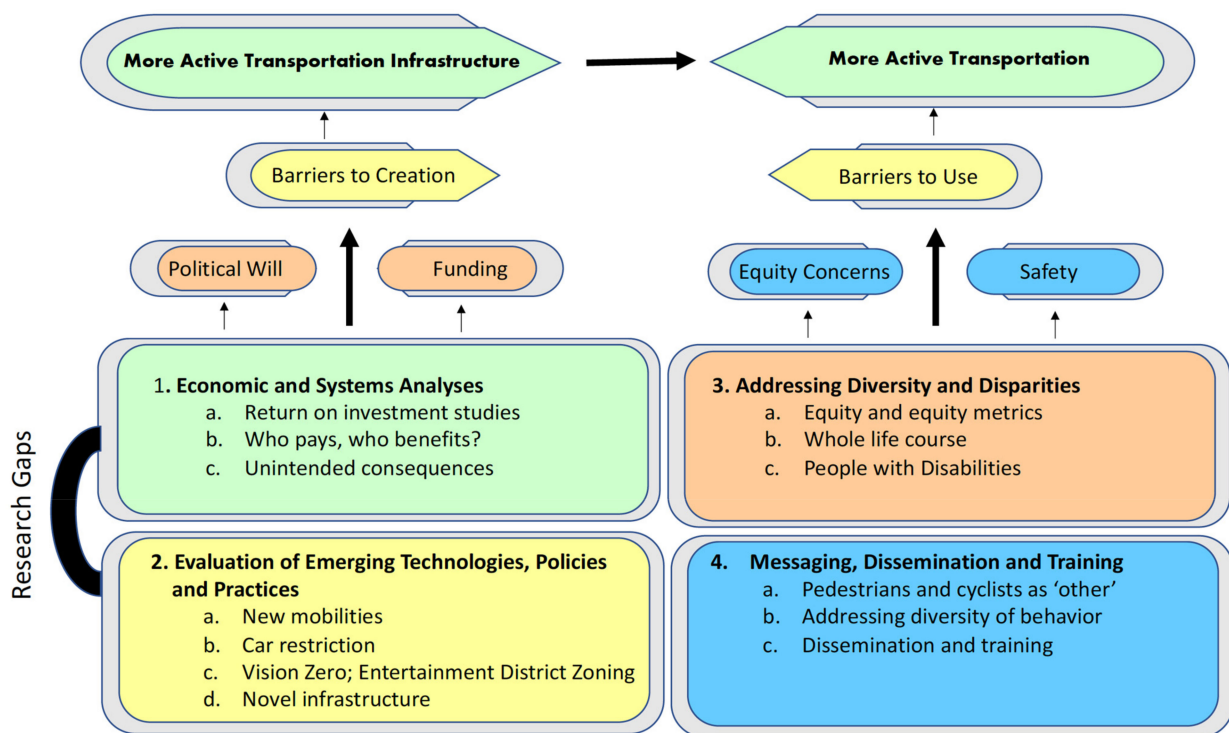 More Active Transportation Infrastructure
More Active Transportation
Barriers to Creation
Barriers to Use
Political Will
Funding
Equity Concerns
Safety
Research Gaps
1. Economic and Systems Analyses
a. Return on investment studies
b. Who pays, who benefits?
c. Unintended consequences
2. Evaluation of Emerging Technologies, Policies
and Practices
a. New mobilities
b. Car restriction
c. Vision Zero; Entertainment District Zoning
d. Novel infrastructure
3. Addressing Diversity and Disparities
a. Equity and equity metrics
b. Whole life course
c. People with Disabilities
4. Messaging, Dissemination and Training
a. Pedestrians and cyclists as ‘other’
b. Addressing diversity of behavior
c. Dissemination and training